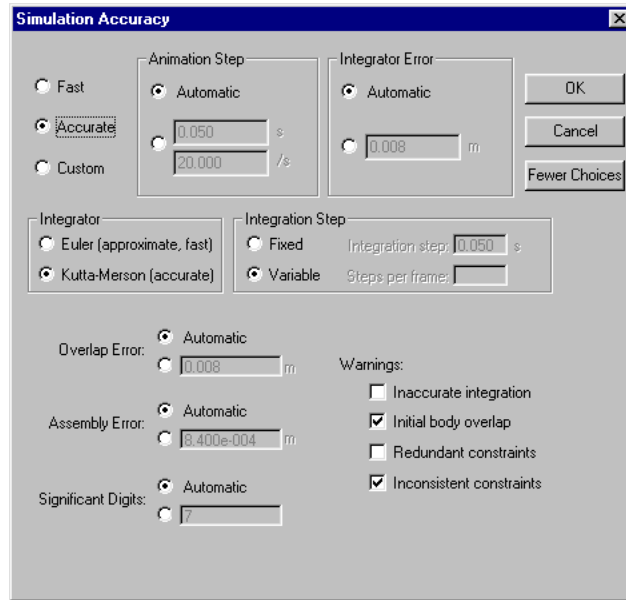 Simulation Accuracy
Fast
Accurate
Custom
Animation Step
Automatic
0.050 s
20.000 /s
Integrator Error
Automatic
0.008 m
OK
Cancel
Fewer Choices
Integrator
Euler (approximate, fast)
Kutta-Merson (accurate)
Integration Step
Fixed
Variable
Integration step: 0.050 s
Steps per frame:
Overlap Error:
Automatic
0.008 m
Assembly Error:
Automatic
8.400e-004 m
Significant Digits:
Automatic
7
Warnings:
Inaccurate integration
Initial body overlap
Redundant constraints
Inconsistent constraints